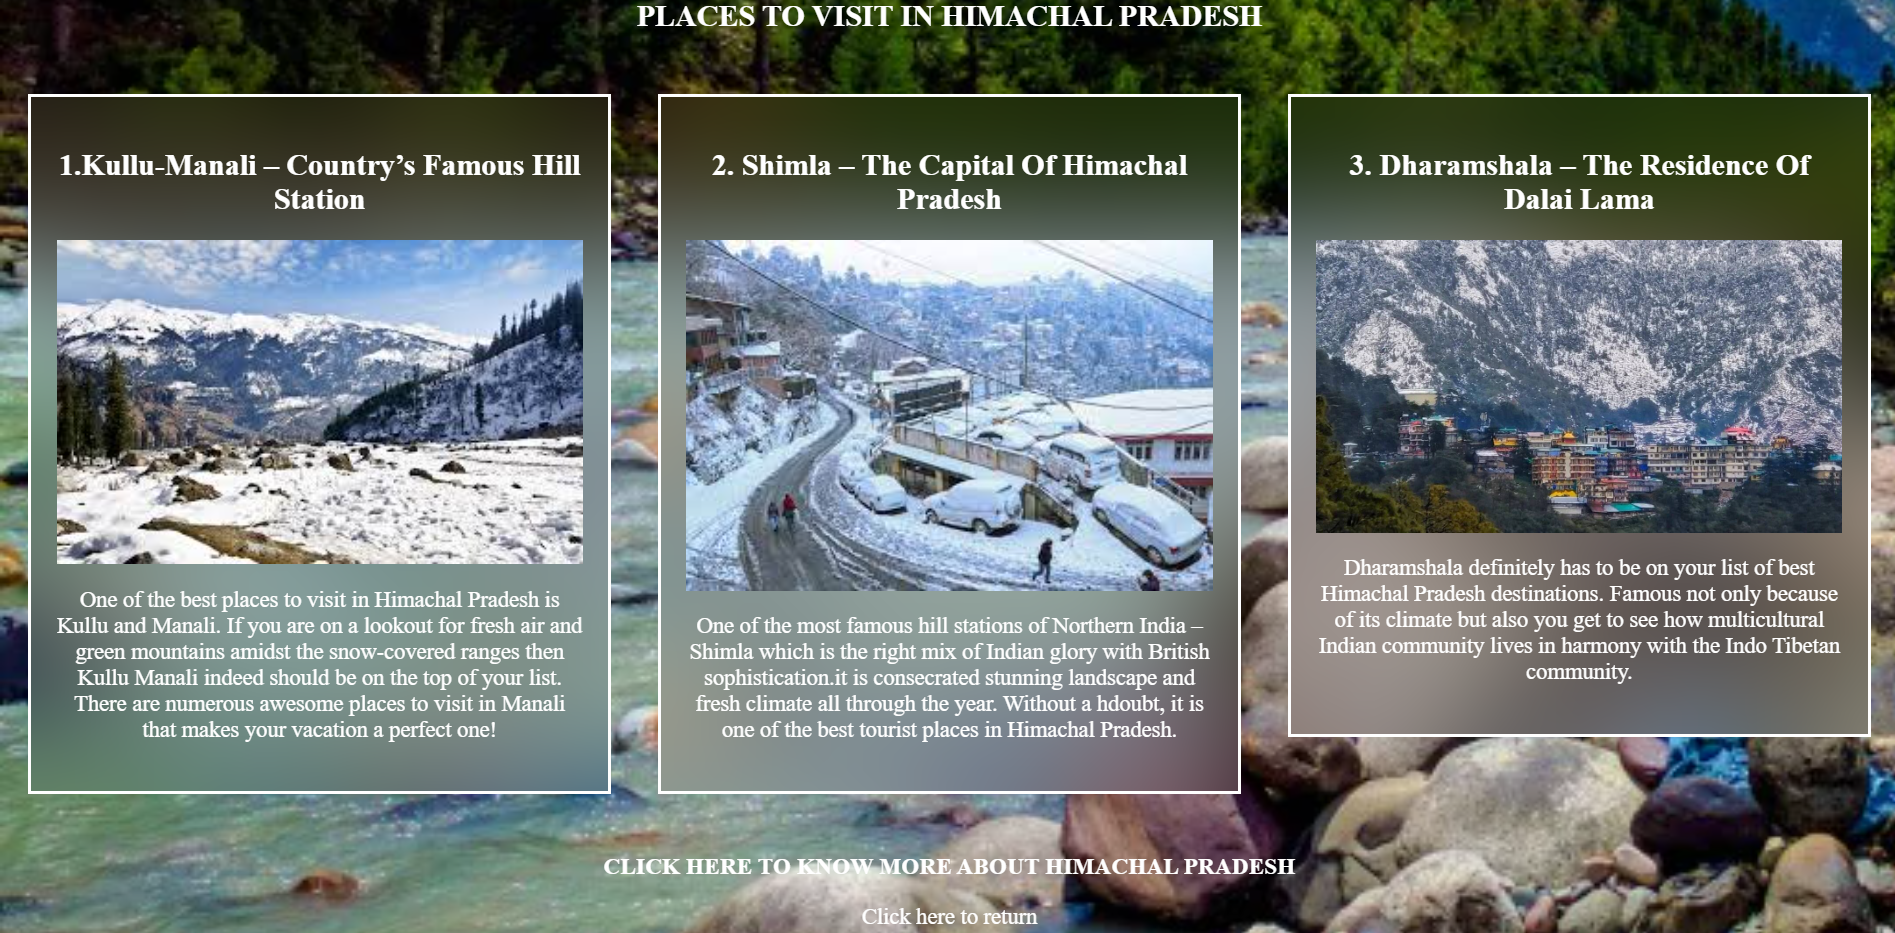 PLACES TO VISIT IN HIMACHAL PRADESH
1.Kullu-Manali – Country’s Famous Hill
Station
One of the best places to visit in Himachal Pradesh is
Kullu and Manali. If you are on a lookout for fresh air and
green mountains amidst the snow-covered ranges then
Kullu Manali indeed should be on the top of your list.
There are numerous awesome places to visit in Manali
that makes your vacation a perfect one!
2. Shimla – The Capital Of Himachal
Pradesh
One of the most famous hill stations of Northern India –
Shimla which is the right mix of Indian glory with British
sophistication.it is consecrated stunning landscape and
fresh climate all through the year. Without a hdoubt, it is
one of the best tourist places in Himachal Pradesh.
3. Dharamshala – The Residence Of
Dalai Lama
Dharamshala definitely has to be on your list of best
Himachal Pradesh destinations. Famous not only because
of its climate but also you get to see how multicultural
Indian community lives in harmony with the Indo Tibetan
community.
CLICK HERE TO KNOW MORE ABOUT HIMACHAL PRADESH
Click here to return